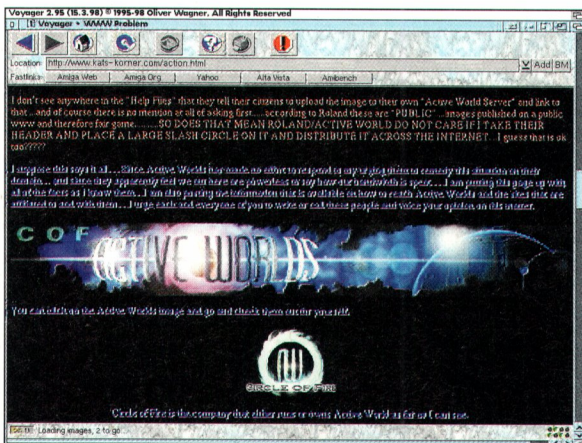 Voyager 2.95 (15.3.98) © 1995-98 Oliver Wagner. All Rights Reserved
[1] Voyager • WWW Problem
Location: http://www.kats-korner.com/action.html Add BM
Fastlinks: Amiga Web Amiga Org Yahoo Alta Vista Aminet
I don't see anywhere in the "Help Files" that they tell their citizens to upload the image to their own "Active World Server" and link to
that ...and of course there is no mention at all of asking first.....according to Roland these are "PUBLIC" ...images published on a public
www and therefore fair game........SO DOES THAT MEAN ROLAND/ACTIVE WORLD DO NOT CARE IF I TAKE THEIR
HEADER AND PLACE A LARGE SLASH CIRCLE ON IT AND DISTRIBUTE IT ACROSS THE INTERNET....I guess that is ok
too?????
I suppose this says it all.....Since Active Worlds has made no effort to respond to my urging them to remedy this situation on their
domain.... and since they apparently feel we can have no powerless to say how our bandwidth is spent.... I am putting this page up with
all of the facts as I know them....I am also posting the information that is available on how to reach Active Worlds and the sites that are
affiliated to and with them.....I urge each and everyone of you to write or call these people and voice your opinion on this matter.
COF
ACTIVE WORLDS
You can click on the Active Worlds image and go and check them out for yourself.
CIRCLE OF FIRE
Circle of Fire is the company that either runs or owns Active World as far as I can see.
Loading images, 2 to go